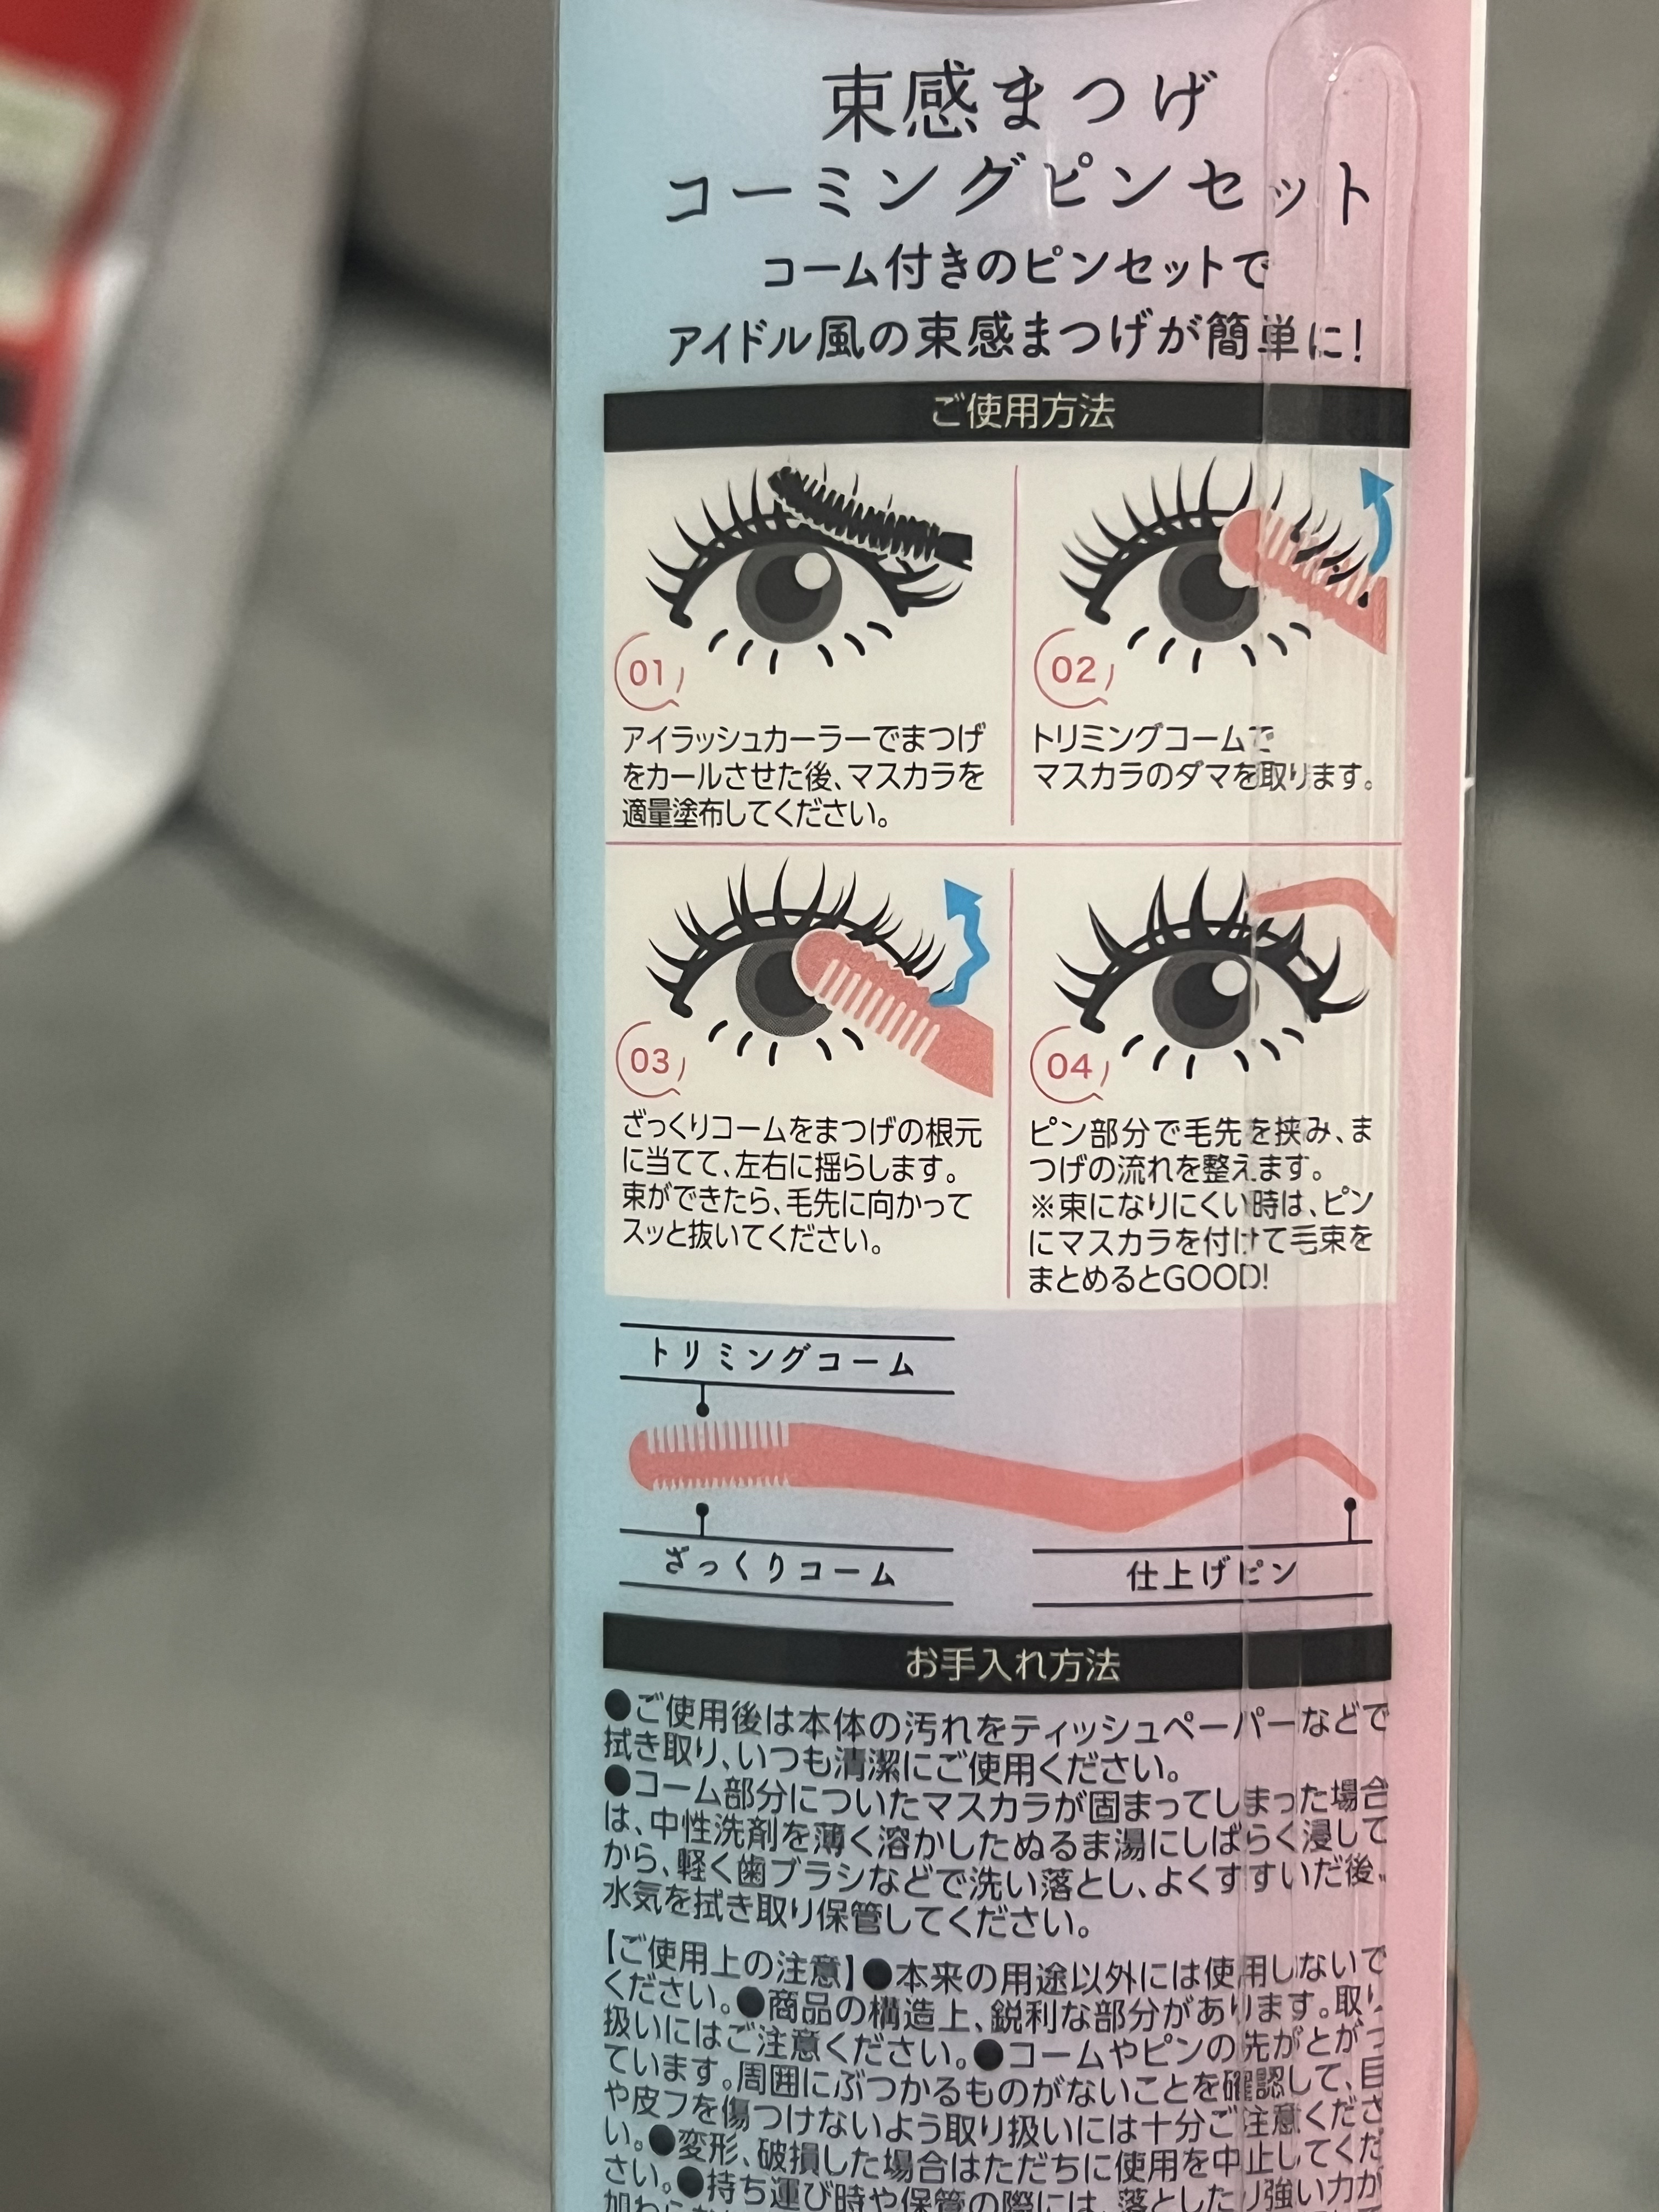 束感まつげ
コーミングピンセット
コーム付きのピンセットで
アイドル風の束感まつげが簡単に!
ご使用方法
01
アイラッシュカーラーでまつげ
をカールさせた後、マスカラを
適量塗布してください。
02
トリミングコームで
マスカラのダマを取ります。
03
ざっくりコームをまつげの根元
に当てて、左右に揺らします。
束ができたら、毛先に向かって
スッと抜いてください。
04
ピン部分で毛先を挟み、ま
つげの流れを整えます。
※束になりにくい時は、ピン
にマスカラを付けて毛束を
まとめるとGOOD!
トリミングコーム
ざっくりコーム
仕上げピン
お手入れ方法
●ご使用後は本体の汚れをティッシュペーパーなどで
拭き取り、いつも清潔にご使用ください。
●コーム部分についたマスカラが固まってしまった場合
は、中性洗剤を薄く溶かしたぬるま湯にしばらく浸して
から、軽く歯ブラシなどで洗い落とし、よくすすいだ後、
水気を拭き取り保管してください。
【ご使用上の注意】●本来の用途以外には使用しないで
ください。●商品の構造上、鋭利な部分があります。取り
扱いにはご注意ください。●コームやピンの先がとがっ
ています。周囲にぶつかるものがないことを確認して、目
や皮フを傷つけないよう取り扱いには十分ご注意くださ
い。●変形、破損した場合はただちに使用を中止してくだ
さい。●持ち運び時や保管の際には、落としたり強い力が